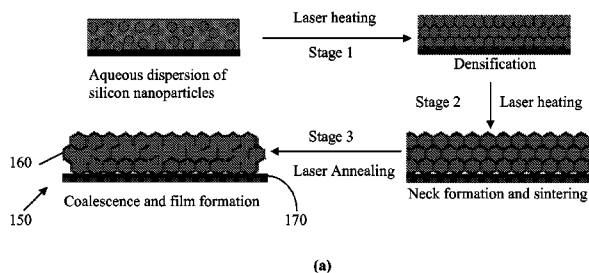 Laser heating
Stage 1
Aqueous dispersion of
silicon nanoparticles
Densification
Stage 2
Laser heating
Stage 3
Laser Annealing
160
150
Coalescence and film formation
170
Neck formation and sintering
(a)